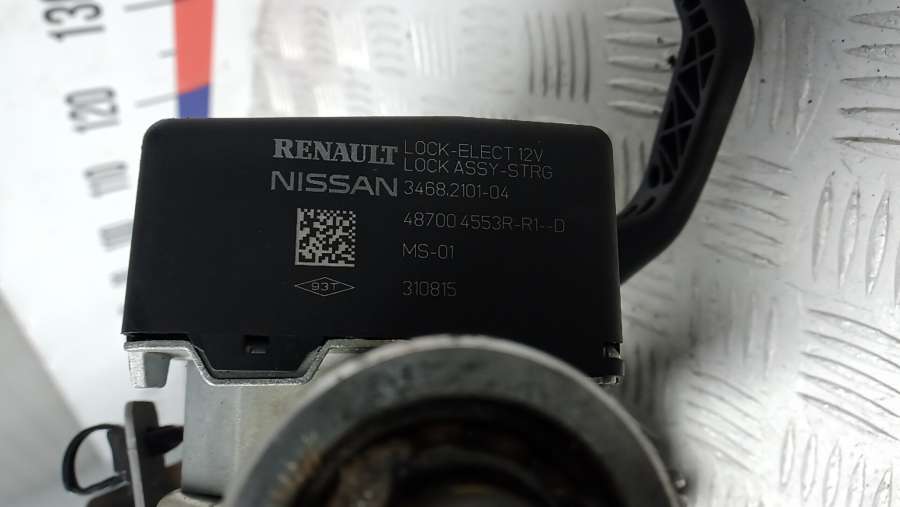 130
120
RENAULT LOCK-ELECT 12V
LOCK ASSY-STRG
NISSAN 3468.2101-04
48700 4553R-R1--D
MS-01
93T
310815